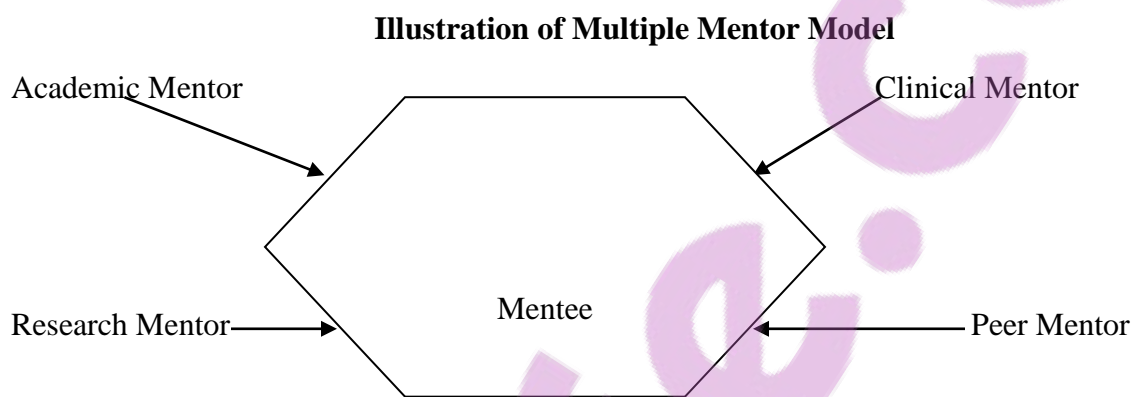 Illustration of Multiple Mentor Model
Academic Mentor
Clinical Mentor
Mentee
Research Mentor
Peer Mentor